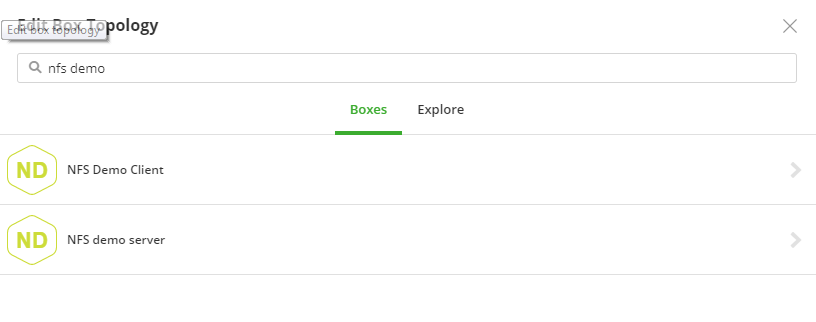 Edit Box Topology
Edit box topology
nfs demo
Boxes
Explore
ND
NFS Demo Client
ND
NFS demo server